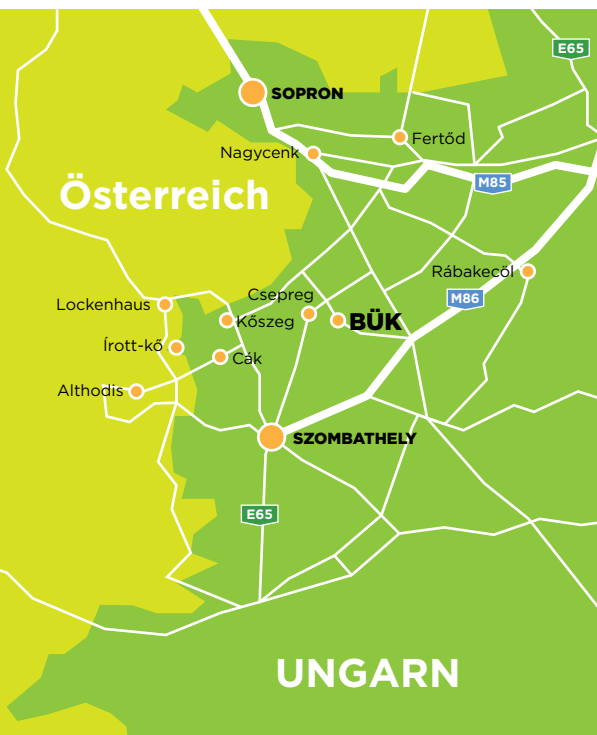 E65
SOPRON
Fertőd
Nagycenk
Österreich
M85
Rábakecöl
Csepreg
M86
Lockenhaus
Kőszeg
BÜK
Írott-kő
Cák
Althodis
SZOMBATHELY
E65
UNGARN